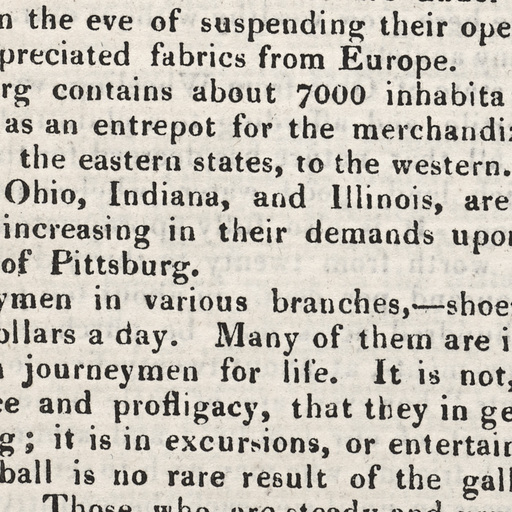 n the eve of suspending their ope
preciated fabrics from Europe.
rg contains about 7000 inhabita
as an entrepot for the merchandi
the eastern states, to the western.
Ohio, Indiana, and Illinois, are
increasing in their demands upon
of Pittsburg.
ymen in various branches,—shoe
ollars a day. Many of them are i
journeymen for life. It is not,
ce and profligacy, that they in ge
g; it is in excursions, or entertain
ball is no rare result of the gall
Those who are steady and